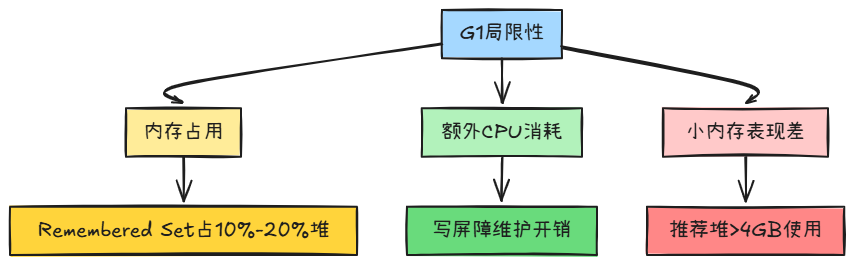 G1局限性
内存占用
额外CPU消耗
小内存表现差
Remembered Set占10%-20%堆
写屏障维护开销
推荐堆>4GB使用